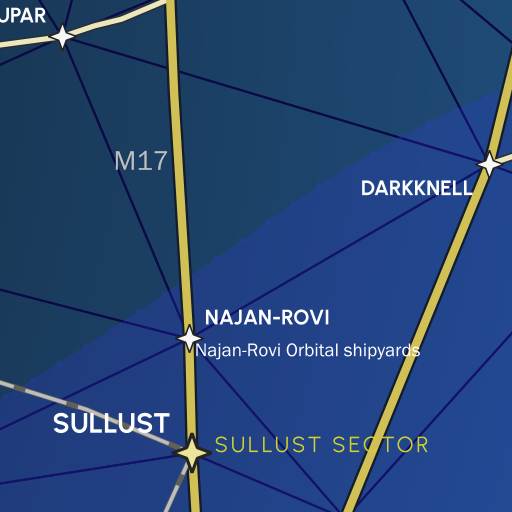 UPAR
M17
DARKKNELL
NAJAN-ROVI
Najan-Rovi Orbital shipyards
SULLUST
SULLUST SECTOR